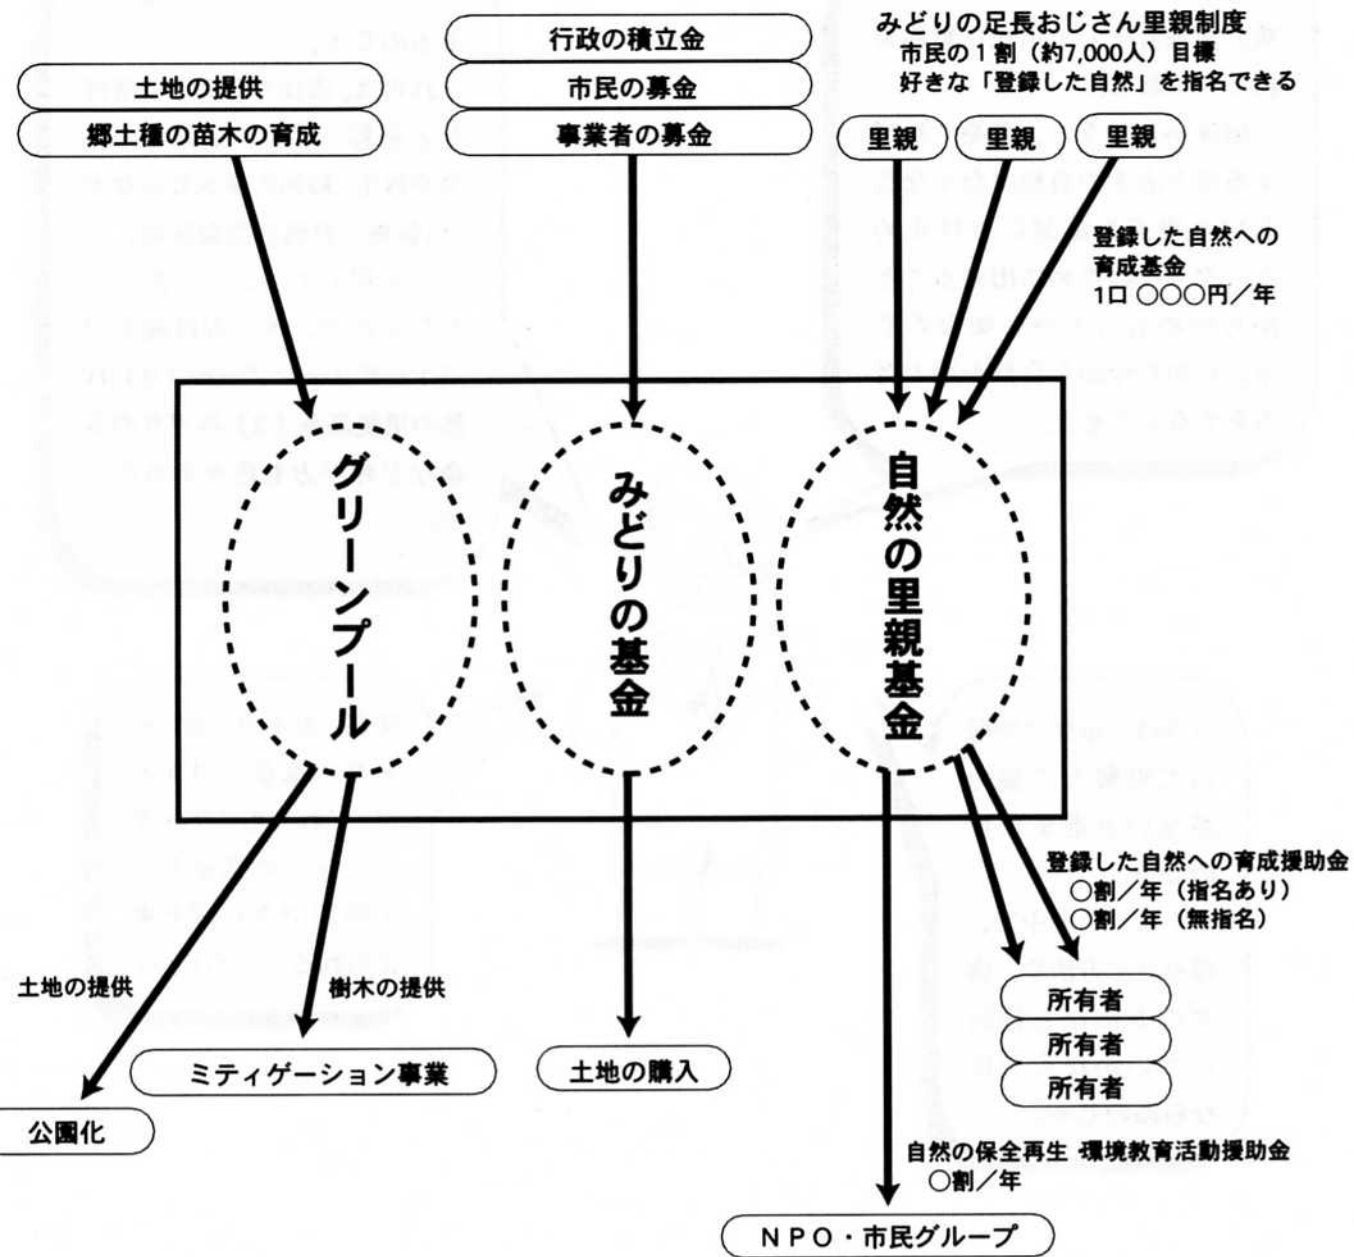 みどりの足長おじさん里親制度
市民の1割（約7,000人）目標
好きな「登録した自然」を指名できる
行政の積立金
市民の募金
事業者の募金
土地の提供
郷土種の苗木の育成
里親
里親
里親
登録した自然への
育成基金
1口 ○○○円／年
グリーンプール
みどりの基金
自然の里親基金
登録した自然への育成援助金
○割／年（指名あり）
○割／年（無指名）
土地の提供
樹木の提供
所有者
所有者
所有者
ミティゲーション事業
土地の購入
公園化
自然の保全再生・環境教育活動援助金
○割／年
NPO・市民グループ